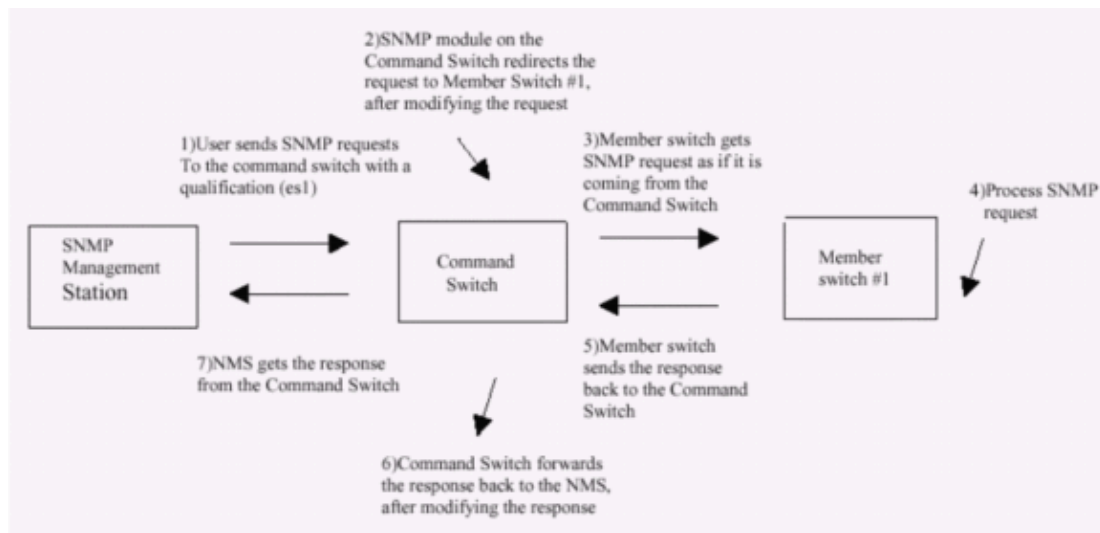 2)SNMP module on the
Command Switch redirects the
request to Member Switch #1,
after modifying the request
1)User sends SNMP requests
To the command switch with a
qualification (es1)
3)Member switch gets
SNMP request as if it is
coming from the
Command Switch
4)Process SNMP
request
SNMP
Management
Station
Command
Switch
Member
switch #1
7)NMS gets the response
from the Command Switch
5)Member switch
sends the response
back to the Command
Switch
6)Command Switch forwards
the response back to the NMS,
after modifying the response